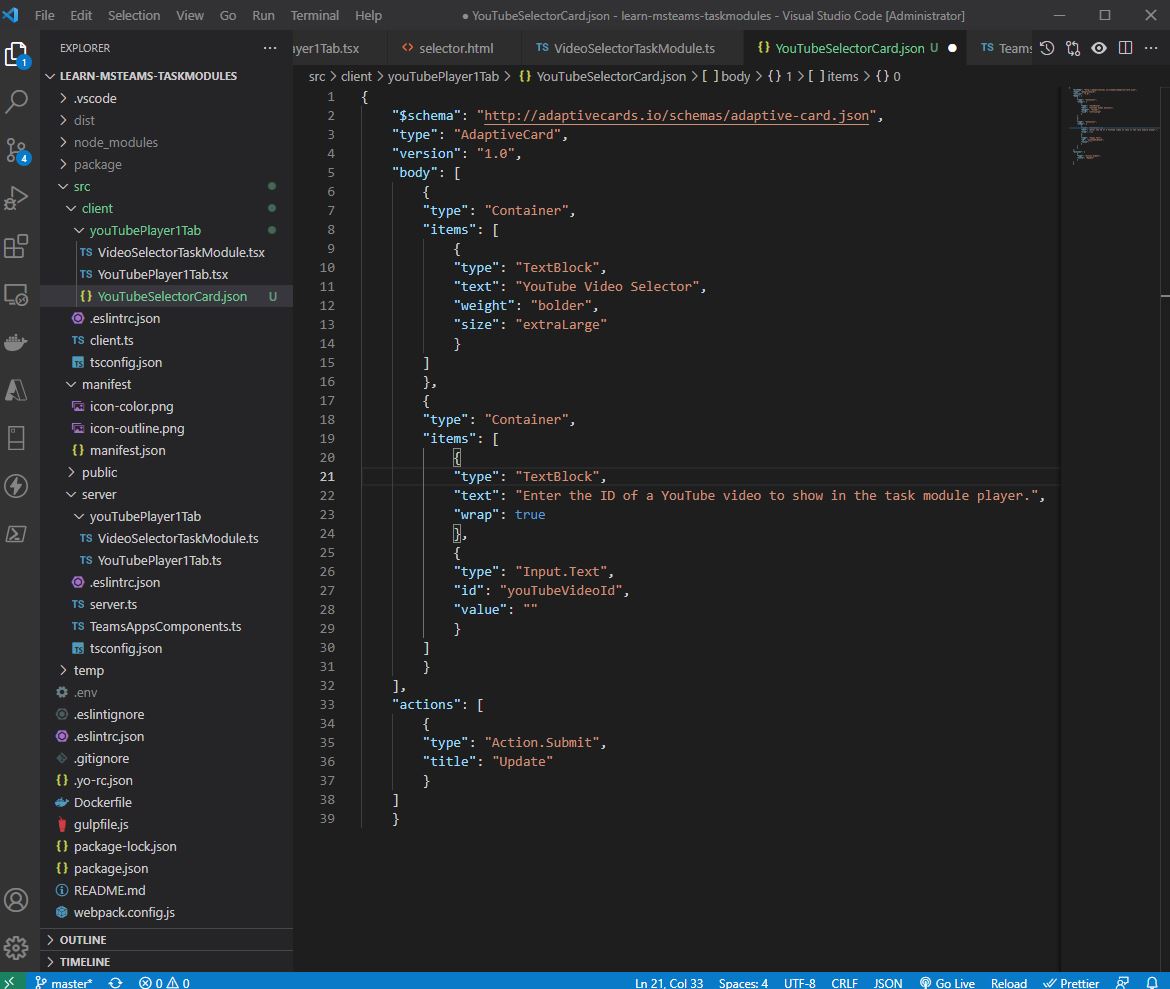 File Edit Selection View Go Run Terminal Help
● YouTubeSelectorCard.json - learn-msteams-taskmodules - Visual Studio Code [Administrator]
1
4
EXPLORER ···
LEARN-MSTEAMS-TASKMODULES
.vscode
dist
node_modules
package
src
client
youTubePlayer1Tab
TS VideoSelectorTaskModule.tsx
TS YouTubePlayer1Tab.tsx
{} YouTubeSelectorCard.json U
.eslintrc.json
TS client.ts
TS tsconfig.json
manifest
icon-color.png
icon-outline.png
{} manifest.json
public
server
youTubePlayer1Tab
TS VideoSelectorTaskModule.ts
TS YouTubePlayer1Tab.ts
.eslintrc.json
TS server.ts
TS TeamsAppsComponents.ts
TS tsconfig.json
temp
.env
.eslintignore
.eslintrc.json
.gitignore
{} .yo-rc.json
Dockerfile
gulpfile.js
{} package-lock.json
{} package.json
README.md
webpack.config.js
OUTLINE
TIMELINE
yer1Tab.tsx <> selector.html TS VideoSelectorTaskModule.ts {} YouTubeSelectorCard.json U ● TS Teams ···
src > client > youTubePlayer1Tab > {} YouTubeSelectorCard.json > [ ] body > {} 1 > [ ] items > {} 0
1 {
2 "$schema": "http://adaptivecards.io/schemas/adaptive-card.json",
3 "type": "AdaptiveCard",
4 "version": "1.0",
5 "body": [
6 {
7 "type": "Container",
8 "items": [
9 {
10 "type": "TextBlock",
11 "text": "YouTube Video Selector",
12 "weight": "bolder",
13 "size": "extraLarge"
14 }
15 ]
16 },
17 {
18 "type": "Container",
19 "items": [
20 {
21 "type": "TextBlock",
22 "text": "Enter the ID of a YouTube video to show in the task module player.",
23 "wrap": true
24 },
25 {
26 "type": "Input.Text",
27 "id": "youTubeVideoId",
28 "value": ""
29 }
30 ]
31 }
32 ],
33 "actions": [
34 {
35 "type": "Action.Submit",
36 "title": "Update"
37 }
38 ]
39 }
master* 0 0 Ln 21, Col 33 Spaces: 4 UTF-8 CRLF JSON Go Live Reload Prettier